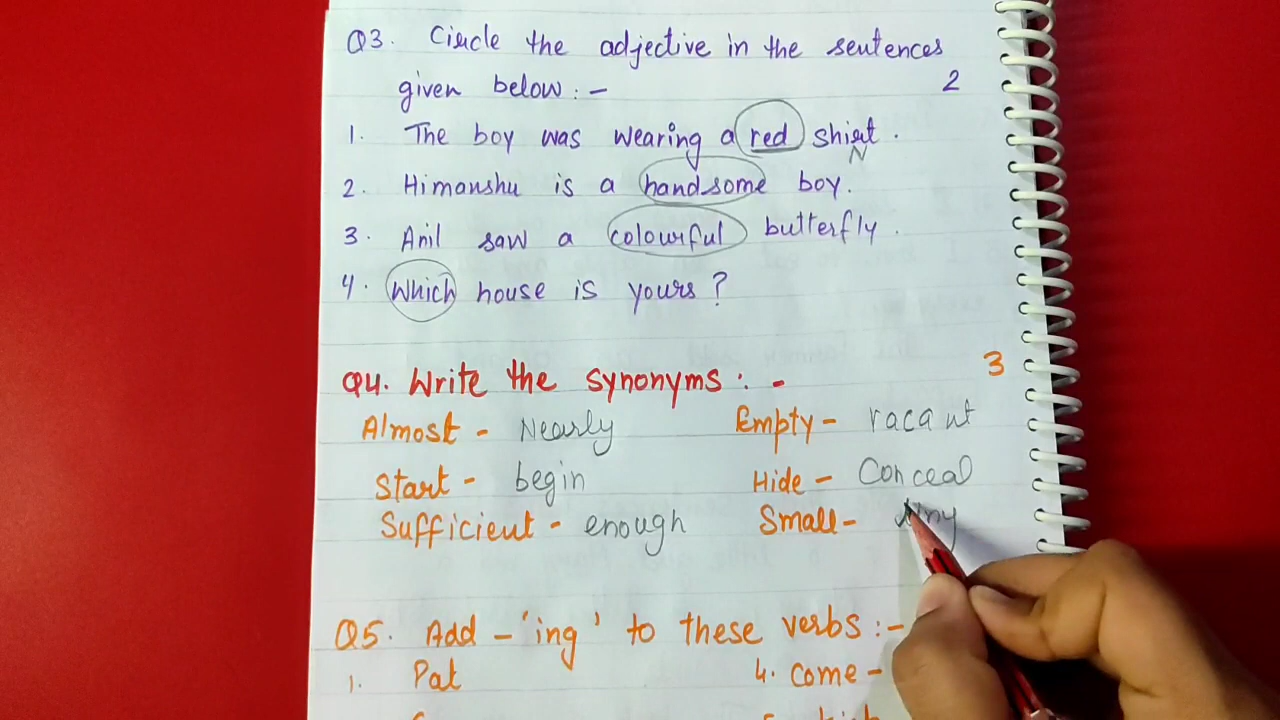 Q3. Circle the adjective in the sentences
given below :- 2
1. The boy was wearing a red shirt.
N
2. Himanshu is a handsome boy.
3. Anil saw a colourful butterfly.
4. Which house is yours?
Q4. Write the synonyms :- 3
Almost - Nearly Empty - vacant
Start - begin Hide - Conceal
Sufficient - enough Small -
Q5. Add - 'ing' to these verbs :-
1. Pat 4. come -